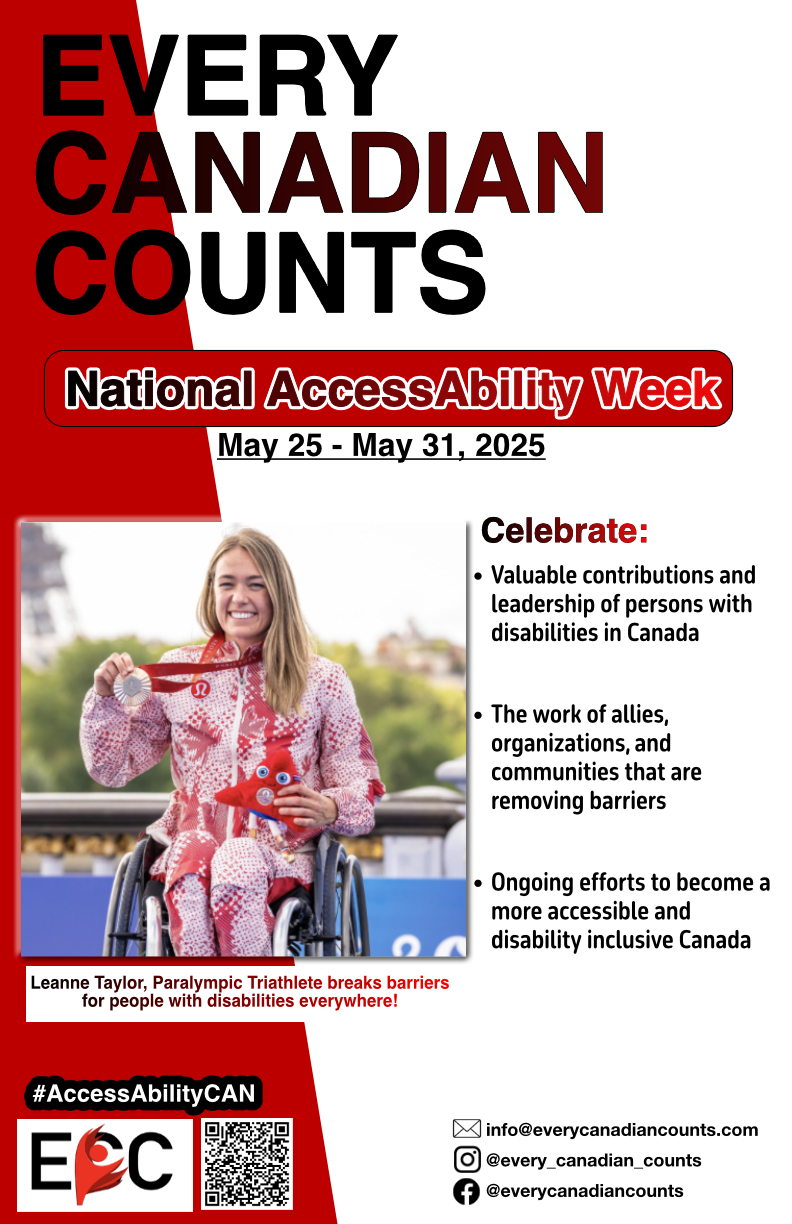 EVERY
CANADIAN
COUNTS
National AccessAbility Week
May 25 - May 31, 2025
Celebrate:
• Valuable contributions and
leadership of persons with
disabilities in Canada
• The work of allies,
organizations, and
communities that are
removing barriers
• Ongoing efforts to become a
more accessible and
disability inclusive Canada
Leanne Taylor, Paralympic Triathlete breaks barriers
for people with disabilities everywhere!
#AccessAbilityCAN
ECC
info@everycanadiancounts.com
@every_canadian_counts
@everycanadiancounts